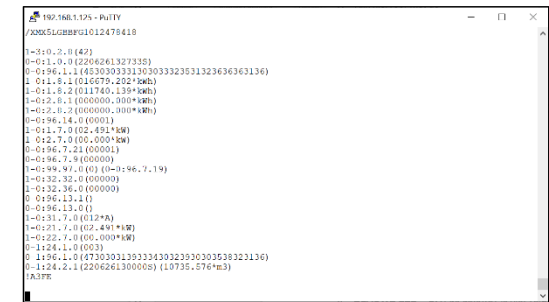 192.168.1.125 - PuTTY
/XMX5LGBBFG1012478418
1-3:0.2.8(42)
0-0:1.0.0(220626132733S)
0-0:96.1.1(4530303331303033323531323636363136)
1 0:1.8.1(016679.202*kWh)
1-0:1.8.2(011740.139*kWh)
1-0:2.8.1(000000.000*kWh)
1-0:2.8.2(000000.000*kWh)
0-0:96.14.0(0001)
1-0:1.7.0(02.491*kW)
1 0:2.7.0(00.000*kW)
0-0:96.7.21(00001)
0-0:96.7.9(00000)
1-0:99.97.0(0)(0-0:96.7.19)
1-0:32.32.0(00000)
1-0:32.36.0(00000)
0 0:96.13.1()
0-0:96.13.0()
1-0:31.7.0(012*A)
1-0:21.7.0(02.491*kW)
1-0:22.7.0(00.000*kW)
0-1:24.1.0(003)
0 1:96.1.0(4730303139333430323930303538323136)
0-1:24.2.1(220626130000S)(10735.576*m3)
!A3FE